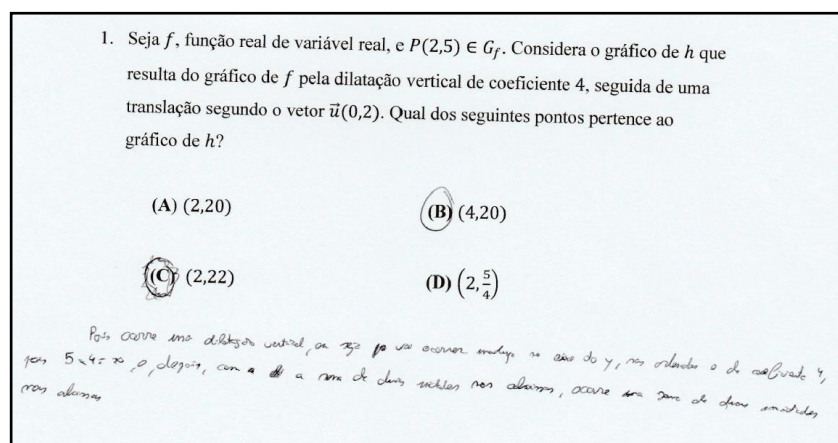 1. Seja f, função real de variável real, e P(2,5) ∈ G_f. Considera o gráfico de h que
resulta do gráfico de f pela dilatação vertical de coeficiente 4, seguida de uma
translação segundo o vetor u⃗(0,2). Qual dos seguintes pontos pertence ao
gráfico de h?
(A) (2,20) (B) (4,20)
(C) (2,22) (D) (2, 5/4)
Pois ocorre uma dilatação vertical, ou seja vai ocorrer mudança no eixo do y, nas ordenadas e de coeficiente 4,
pois 5x4=20, e, depois, com a soma de duas unidades nas abcissas, ocorre uma soma de duas unidades
nas abcissas